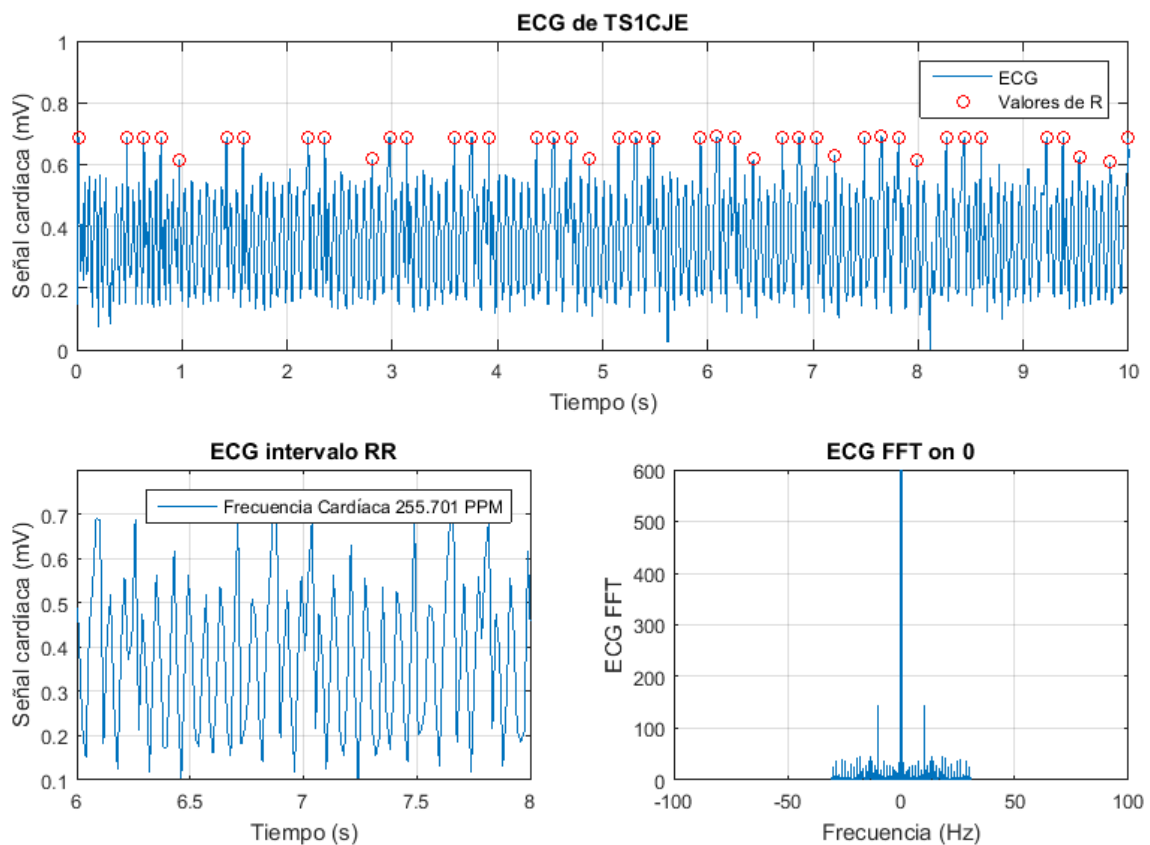 ECG de TS1CJE
Señal cardíaca (mV)
1
0.8
0.6
0.4
0.2
0
ECG
Valores de R
0 1 2 3 4 5 6 7 8 9 10
Tiempo (s)
ECG intervalo RR
Señal cardíaca (mV)
0.7
0.6
0.5
0.4
0.3
0.2
0.1
Frecuencia Cardíaca 255.701 PPM
6 6.5 7 7.5 8
Tiempo (s)
ECG FFT on 0
ECG FFT
600
500
400
300
200
100
0
-100 -50 0 50 100
Frecuencia (Hz)